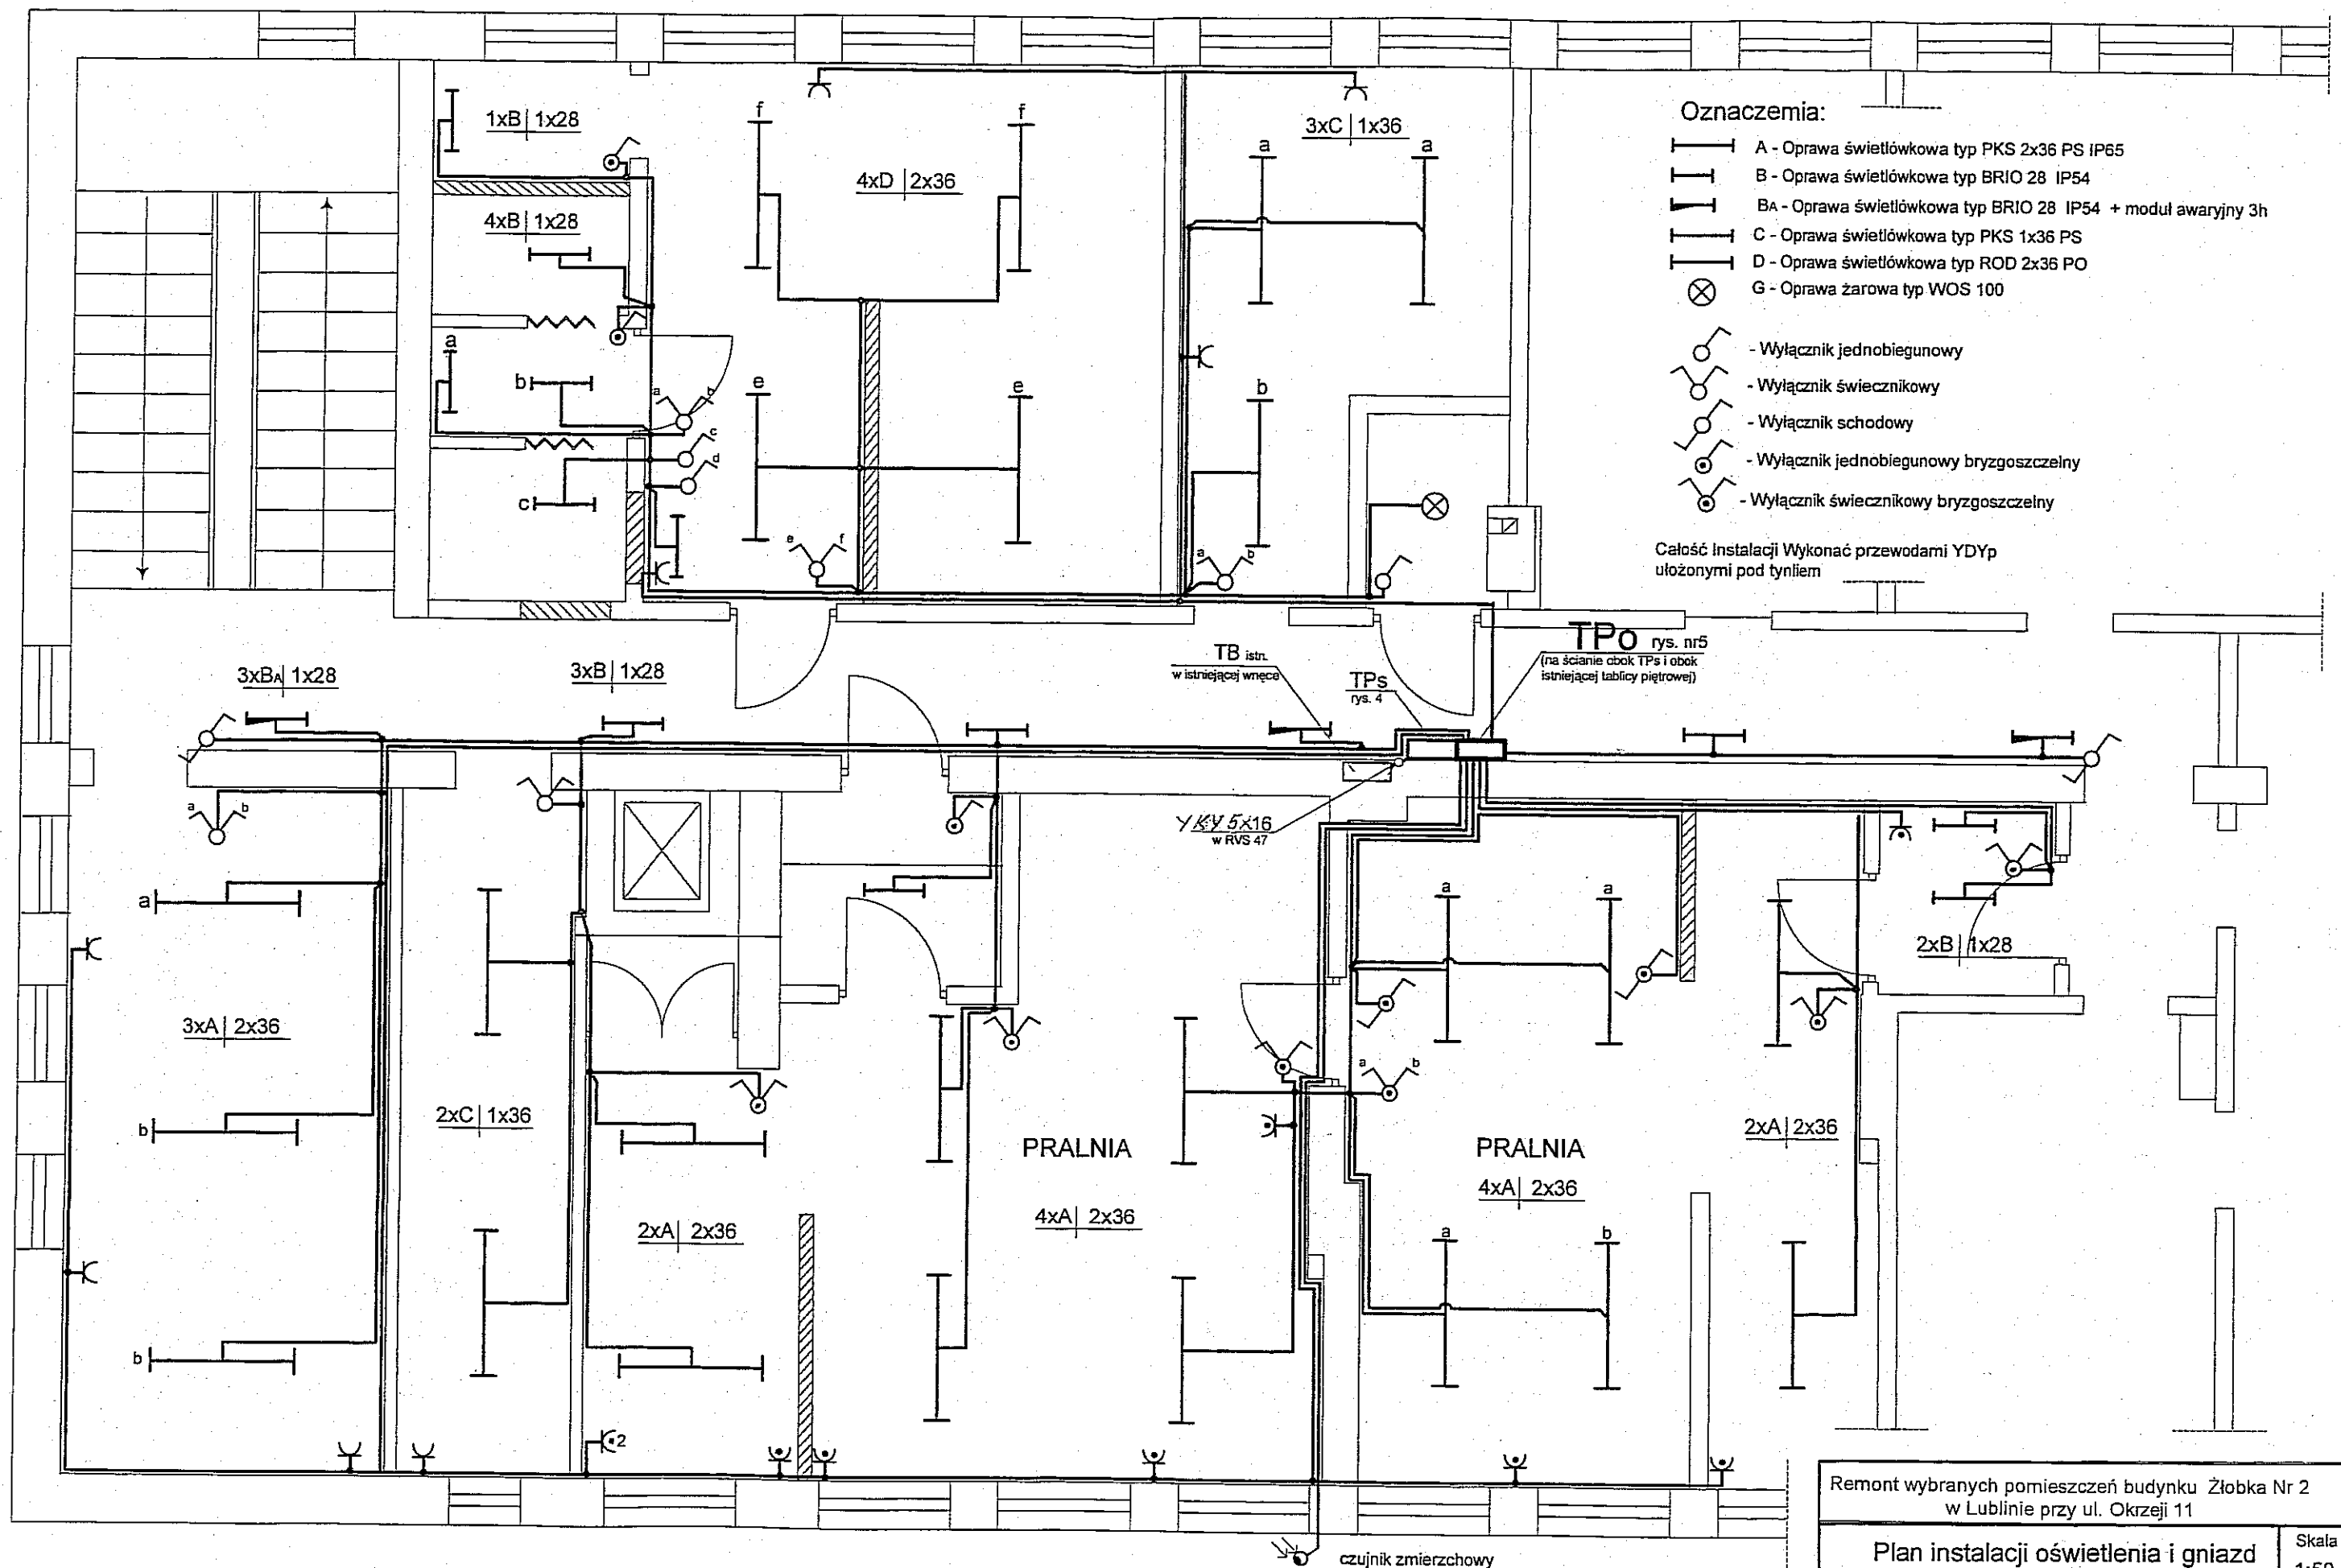 1xB 1x28
f
f
3xC 1x36
a
a
4xD 2x36
4xB 1x28
a
b
a
b
c
d
c
e
e
e
f
b
a
b
Oznaczemia:
A - Oprawa świetlówkowa typ PKS 2x36 PS IP65
B - Oprawa świetlówkowa typ BRIO 28 IP54
BA - Oprawa świetlówkowa typ BRIO 28 IP54 + moduł awaryjny 3h
C - Oprawa świetlówkowa typ PKS 1x36 PS
D - Oprawa świetlówkowa typ ROD 2x36 PO
G - Oprawa żarowa typ WOS 100
- Wyłącznik jednobiegunowy
- Wyłącznik świecznikowy
- Wyłącznik schodowy
- Wyłącznik jednobiegunowy bryzgoszczelny
- Wyłącznik świecznikowy bryzgoszczelny
Całość Instalacji Wykonać przewodami YDYp
ułożonymi pod tynkiem
3xBA 1x28
3xB 1x28
TB istn.
w istniejącej wnęce
TPs
rys. 4
TPo rys. nr5
(na ścianie obok TPs i obok
istniejącej tablicy piętrowej)
YKY 5x16
w RVS 47
a
b
a
3xA 2x36
b
b
2xC 1x36
2xA 2x36
PRALNIA
4xA 2x36
a
a
a
b
PRALNIA
4xA 2x36
a
b
2xA 2x36
2xB 1x28
2
czujnik zmierzchowy
Remont wybranych pomieszczeń budynku Żłobka Nr 2
w Lublinie przy ul. Okrzeji 11
Plan instalacji oświetlenia i gniazd
Skala
1:50